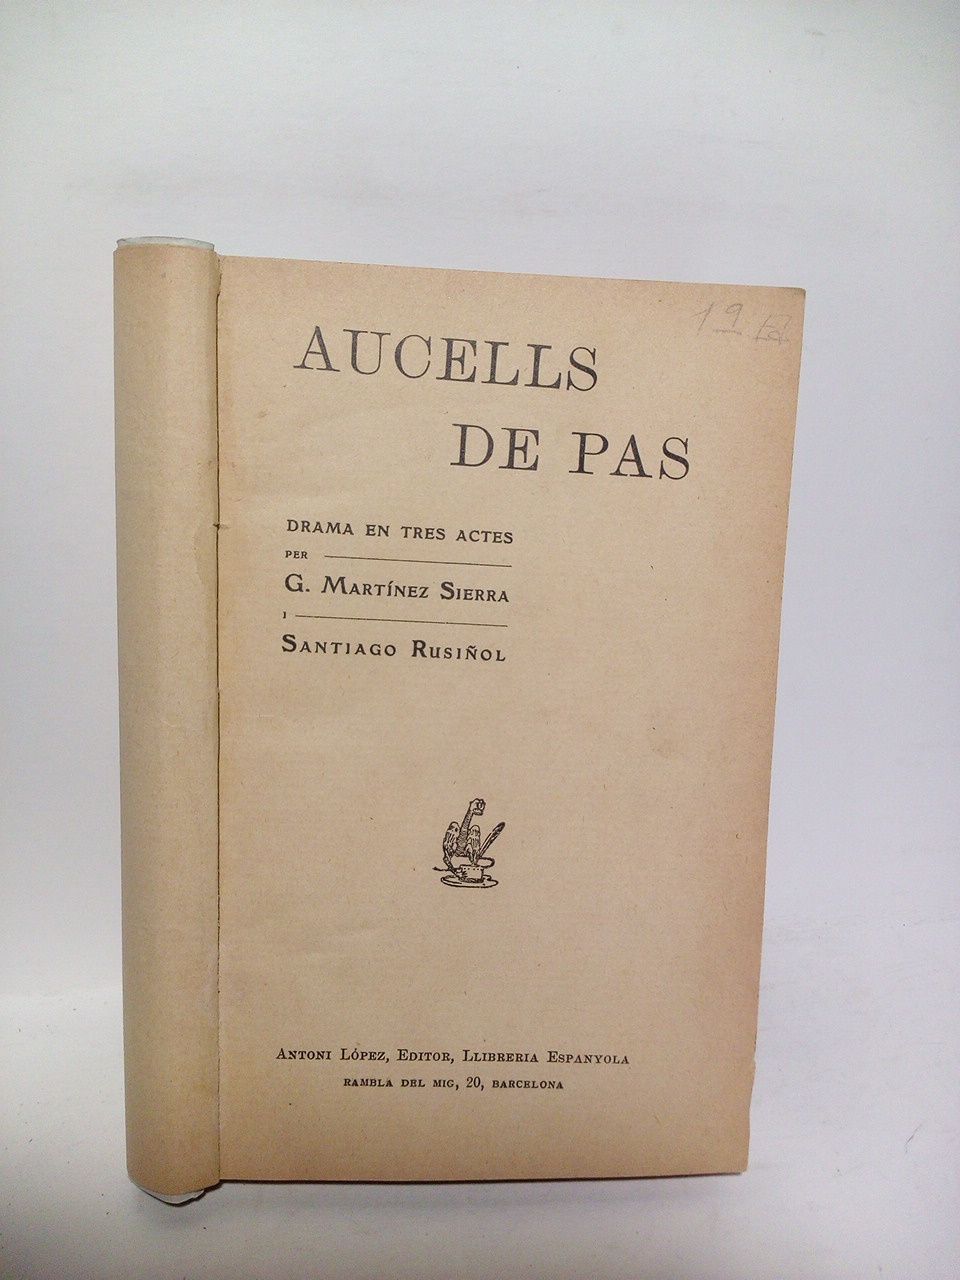 AUCELLS
DE PAS
DRAMA EN TRES ACTES
PER
G. MARTÍNEZ SIERRA
I
SANTIAGO RUSIÑOL
ANTONI LÓPEZ, EDITOR, LLIBRERIA ESPANYOLA
RAMBLA DEL MIG, 20, BARCELONA